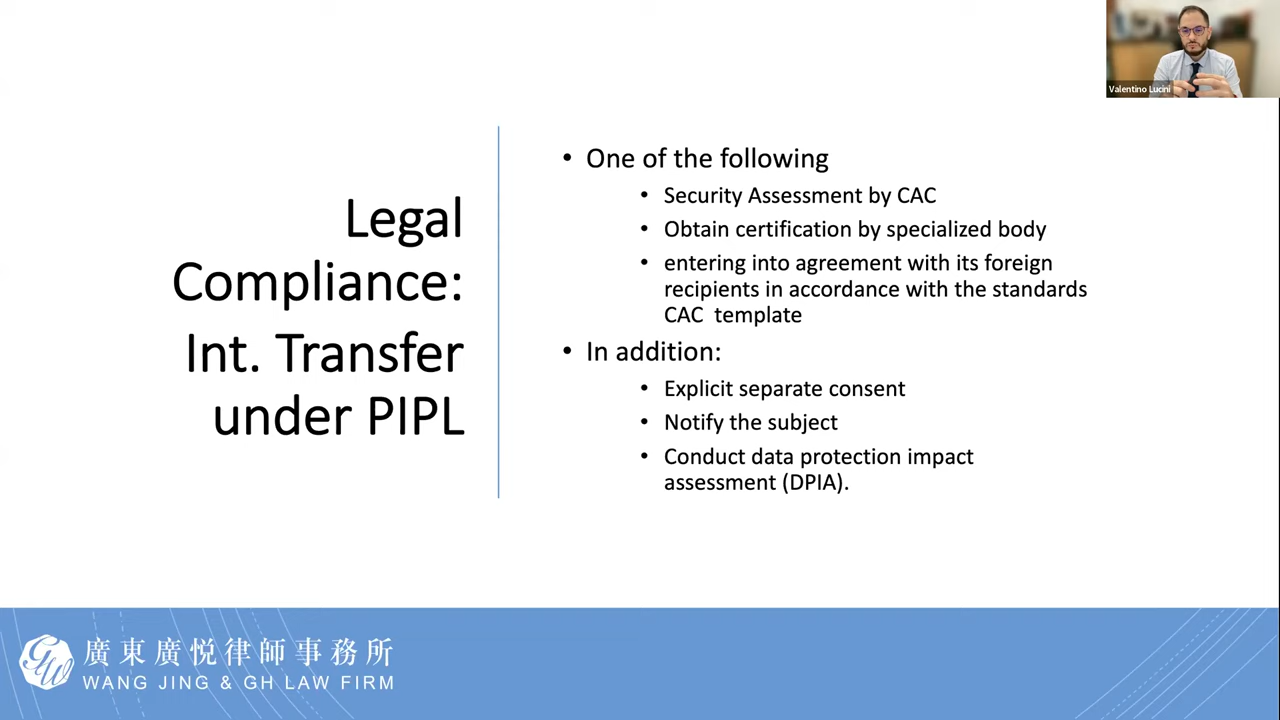 Valentino Lucini
Legal
Compliance:
Int. Transfer
under PIPL
• One of the following
• Security Assessment by CAC
• Obtain certification by specialized body
• entering into agreement with its foreign
recipients in accordance with the standards
CAC template
• In addition:
• Explicit separate consent
• Notify the subject
• Conduct data protection impact
assessment (DPIA).
GW
廣東廣悦律師事務所
WANG JING & GH LAW FIRM